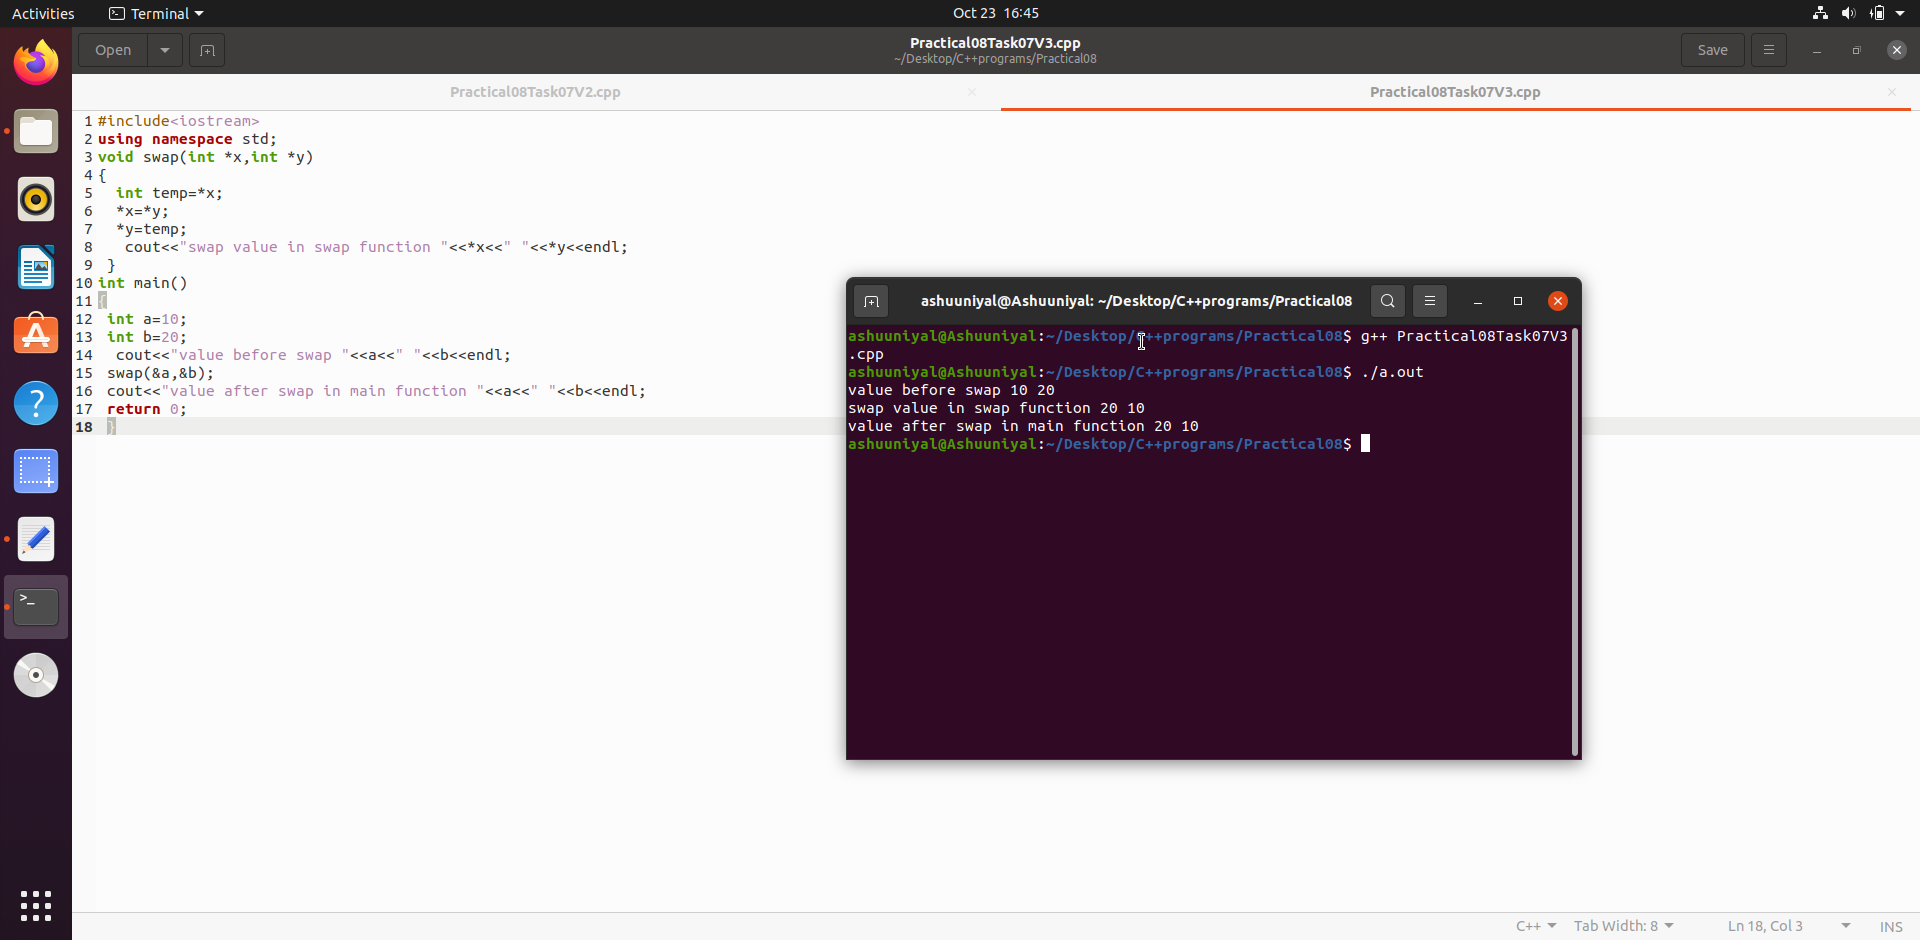 Activities
Terminal
Oct 23 16:45
Open
Practical08Task07V3.cpp
~/Desktop/C++programs/Practical08
Save
Practical08Task07V2.cpp
Practical08Task07V3.cpp
1 #include<iostream>
2 using namespace std;
3 void swap(int *x,int *y)
4 {
5   int temp=*x;
6   *x=*y;
7   *y=temp;
8    cout<<"swap value in swap function "<<*x<<" "<<*y<<endl;
9  }
10 int main()
11 {
12  int a=10;
13  int b=20;
14   cout<<"value before swap "<<a<<" "<<b<<endl;
15  swap(&a,&b);
16  cout<<"value after swap in main function "<<a<<" "<<b<<endl;
17  return 0;
18  }
ashuuniyal@Ashuuniyal: ~/Desktop/C++programs/Practical08
ashuuniyal@Ashuuniyal:~/Desktop/C++programs/Practical08$ g++ Practical08Task07V3
.cpp
ashuuniyal@Ashuuniyal:~/Desktop/C++programs/Practical08$ ./a.out
value before swap 10 20
swap value in swap function 20 10
value after swap in main function 20 10
ashuuniyal@Ashuuniyal:~/Desktop/C++programs/Practical08$
C++
Tab Width: 8
Ln 18, Col 3
INS